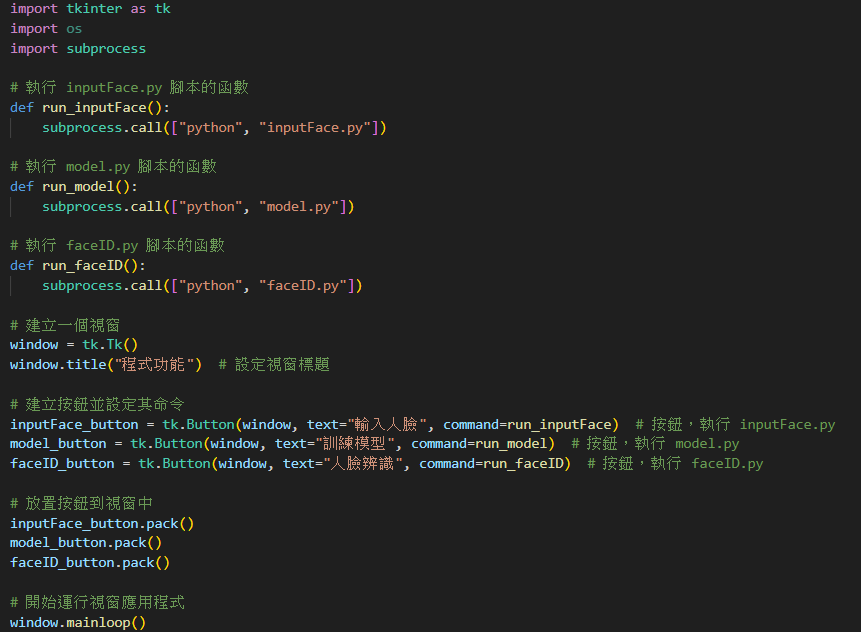 import tkinter as tk
import os
import subprocess
# 執行 inputFace.py 腳本的函數
def run_inputFace():
subprocess.call(["python", "inputFace.py"])
# 執行 model.py 腳本的函數
def run_model():
subprocess.call(["python", "model.py"])
# 執行 faceID.py 腳本的函數
def run_faceID():
subprocess.call(["python", "faceID.py"])
# 建立一個視窗
window = tk.Tk()
window.title("程式功能")  # 設定視窗標題
# 建立按鈕並設定其命令
inputFace_button = tk.Button(window, text="輸入人臉", command=run_inputFace)  # 按鈕，執行 inputFace.py
model_button = tk.Button(window, text="訓練模型", command=run_model)  # 按鈕，執行 model.py
faceID_button = tk.Button(window, text="人臉辨識", command=run_faceID)  # 按鈕，執行 faceID.py
# 放置按鈕到視窗中
inputFace_button.pack()
model_button.pack()
faceID_button.pack()
# 開始運行視窗應用程式
window.mainloop()